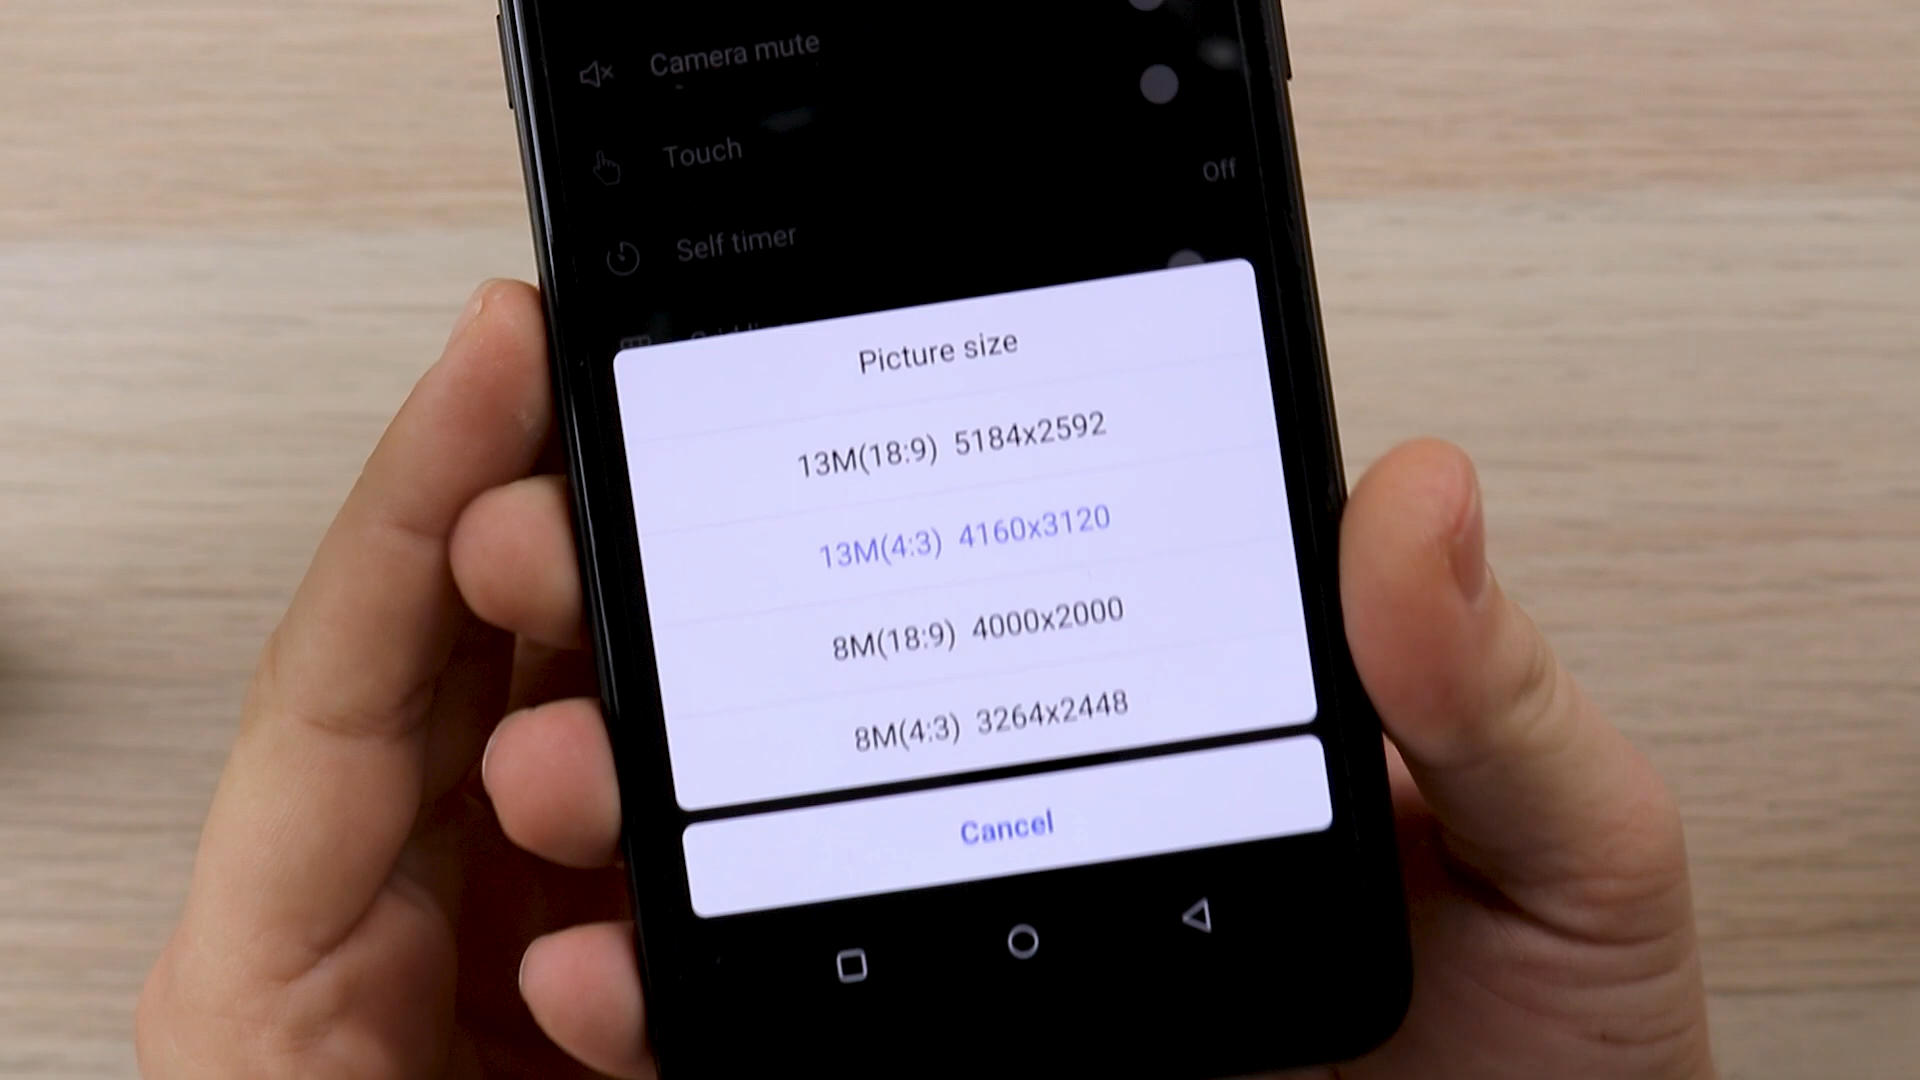 Camera mute
Touch
Off
Self timer
Picture size
13M(18:9) 5184x2592
13M(4:3) 4160x3120
8M(18:9) 4000x2000
8M(4:3) 3264x2448
Cancel